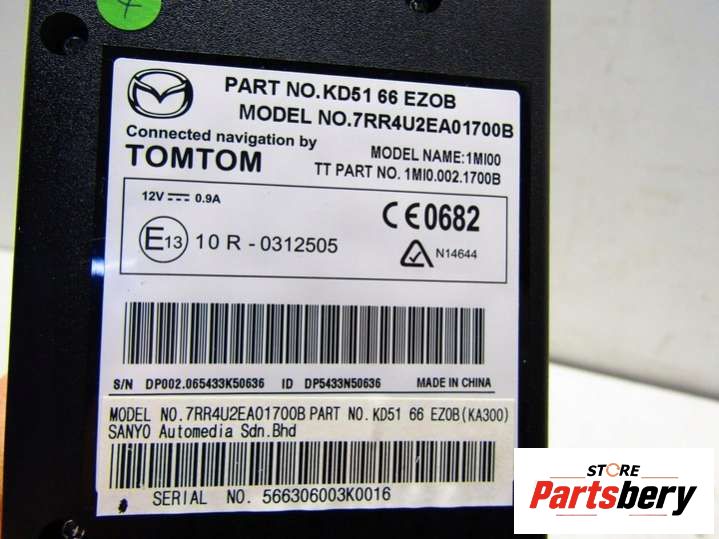 PART NO.KD51 66 EZOB
MODEL NO.7RR4U2EA01700B
Connected navigation by
TOMTOM
MODEL NAME:1MI00
TT PART NO. 1MI0.002.1700B
12V 0.9A
CE0682
E13 10 R - 0312505
N14644
S/N DP002.065433K50636 ID DP5433N50636 MADE IN CHINA
MODEL NO.7RR4U2EA01700B PART NO. KD51 66 EZ0B(KA300)
SANYO Automedia Sdn.Bhd
SERIAL NO. 566306003K0016
STORE
Partsbery